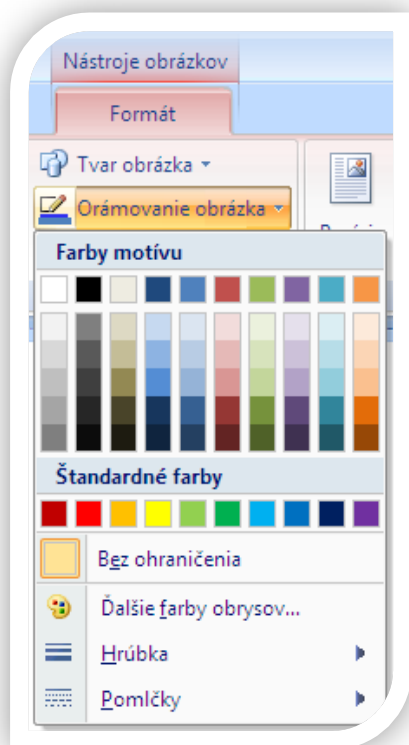 Nástroje obrázkov
Formát
Tvar obrázka
Orámovanie obrázka
Farby motívu
Štandardné farby
Bez ohraničenia
Ďalšie farby obrysov...
Hrúbka
Pomlčky